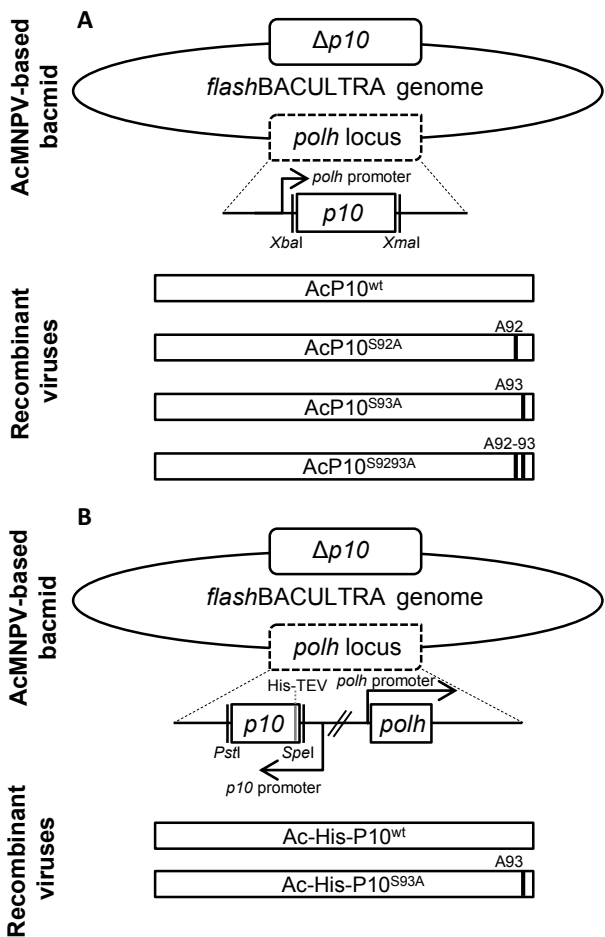 A
AcMNPV-based
bacmid
Δp10
flashBACULTRA genome
polh locus
polh promoter
p10
XbaI
XmaI
Recombinant
viruses
AcP10wt
A92
AcP10S92A
A93
AcP10S93A
A92-93
AcP10S9293A
B
AcMNPV-based
bacmid
Δp10
flashBACULTRA genome
polh locus
His-TEV
polh promoter
p10
polh
PstI
SpeI
p10 promoter
Recombinant
viruses
Ac-His-P10wt
A93
Ac-His-P10S93A